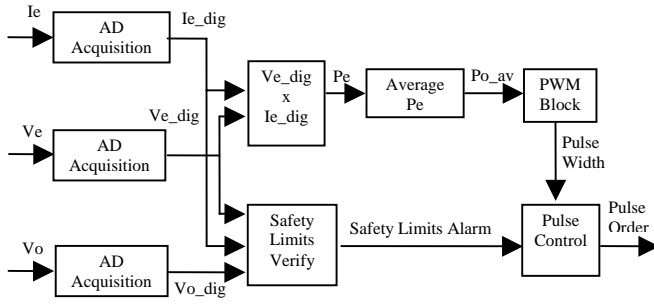 Ie
AD
Acquisition
Ie_dig
Ve_dig
x
Ie_dig
Pe
Average
Pe
Po_av
PWM
Block
Ve
AD
Acquisition
Ve_dig
Pulse
Width
Vo
AD
Acquisition
Vo_dig
Safety
Limits
Verify
Safety Limits Alarm
Pulse
Control
Pulse
Order